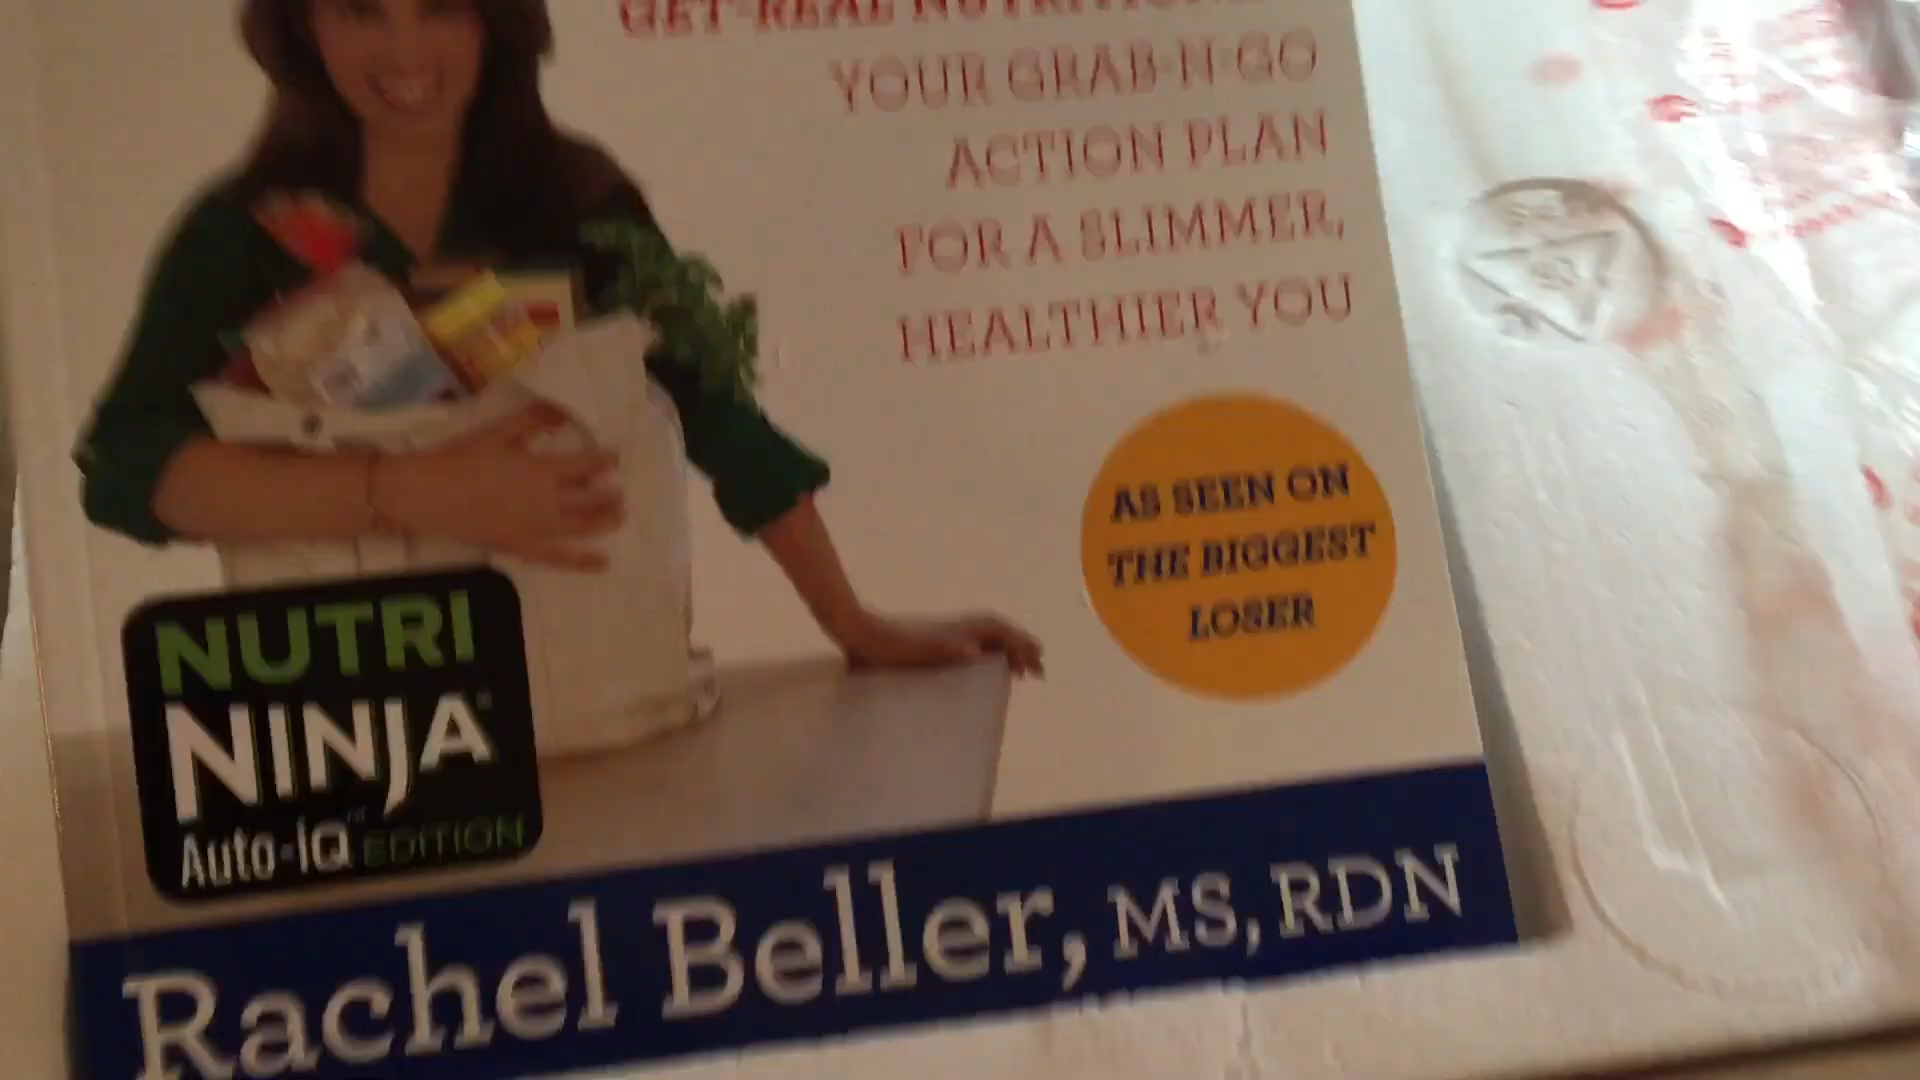 GET-REAL NUTRITION
YOUR GRAB-N-GO
ACTION PLAN
FOR A SLIMMER,
HEALTHIER YOU
AS SEEN ON
THE BIGGEST
LOSER
NUTRI
NINJA®
Auto-iQ™ EDITION
Rachel Beller, MS, RDN